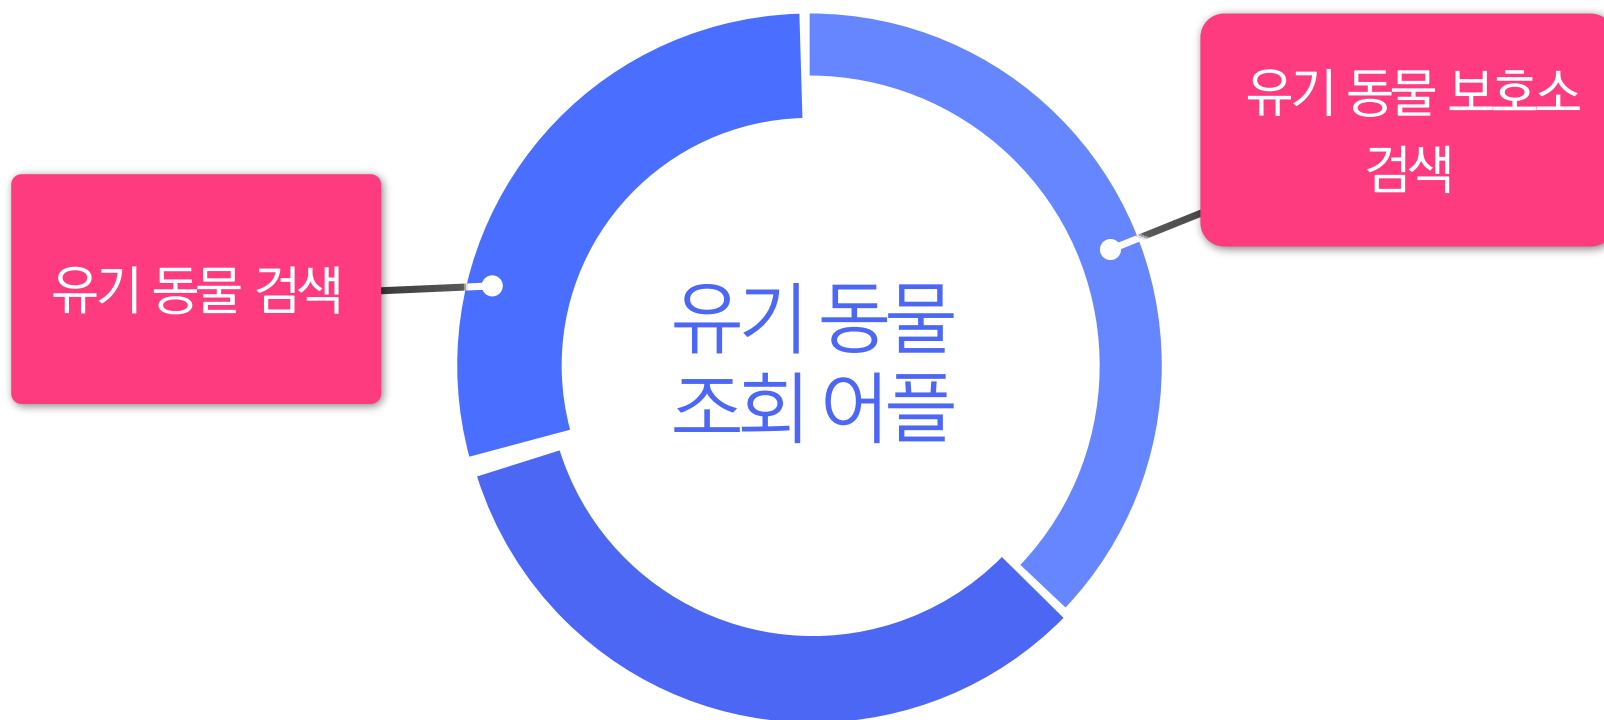 유기 동물 보호소
검색
유기 동물 검색
유기 동물
조회 어플